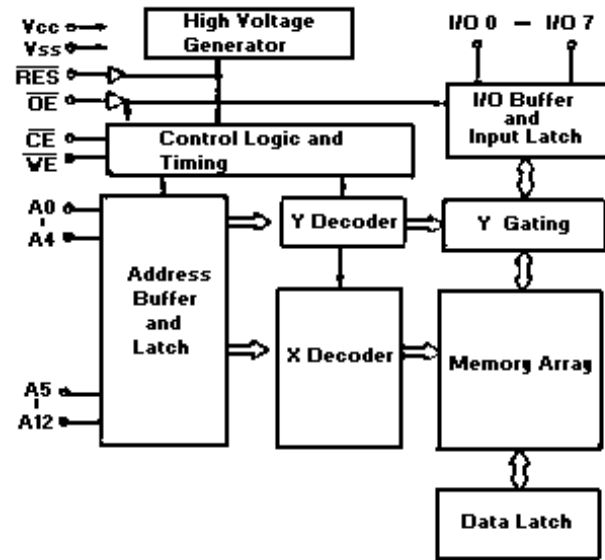 Vcc
Vss
RES
OE
CE
WE
High Voltage
Generator
I/O 0 — I/O 7
I/O Buffer
and
Input Latch
Control Logic and
Timing
A0
A4
Y Decoder
Y Gating
Address
Buffer
and
Latch
X Decoder
Memory Array
A5
A12
Data Latch